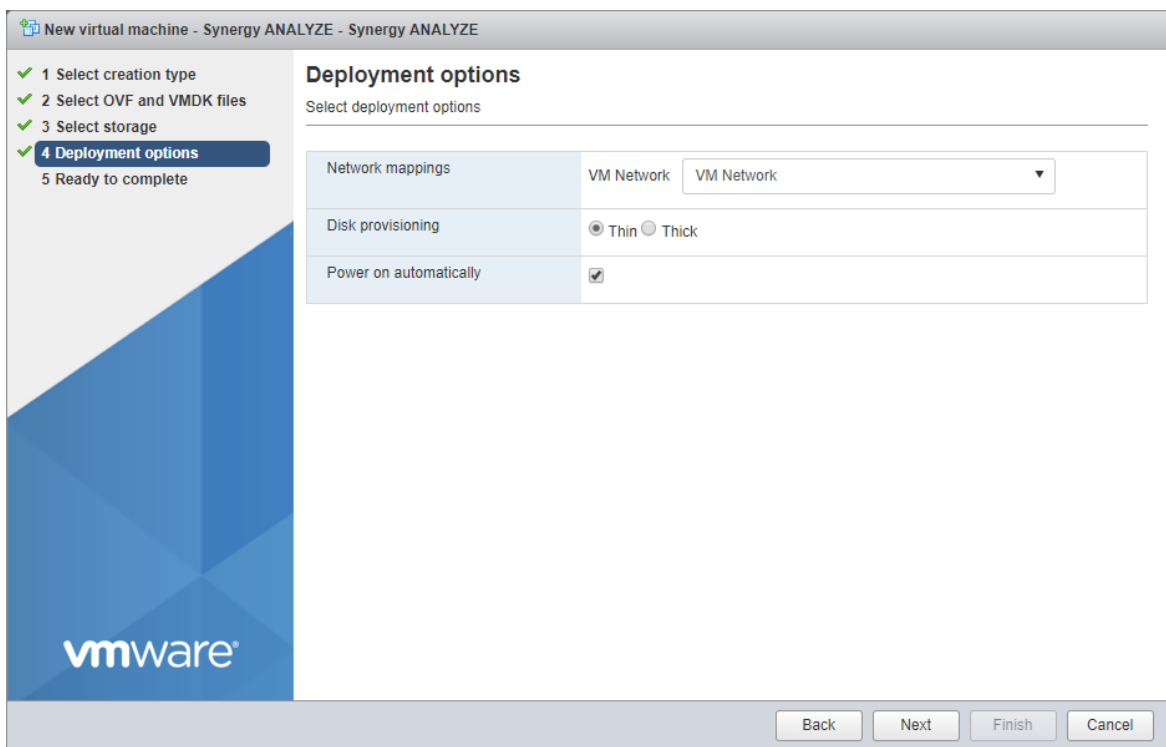 New virtual machine - Synergy ANALYZE - Synergy ANALYZE
1 Select creation type
2 Select OVF and VMDK files
3 Select storage
4 Deployment options
5 Ready to complete
Deployment options
Select deployment options
Network mappings
VM Network VM Network
Disk provisioning
Thin Thick
Power on automatically
vmware®
Back Next Finish Cancel